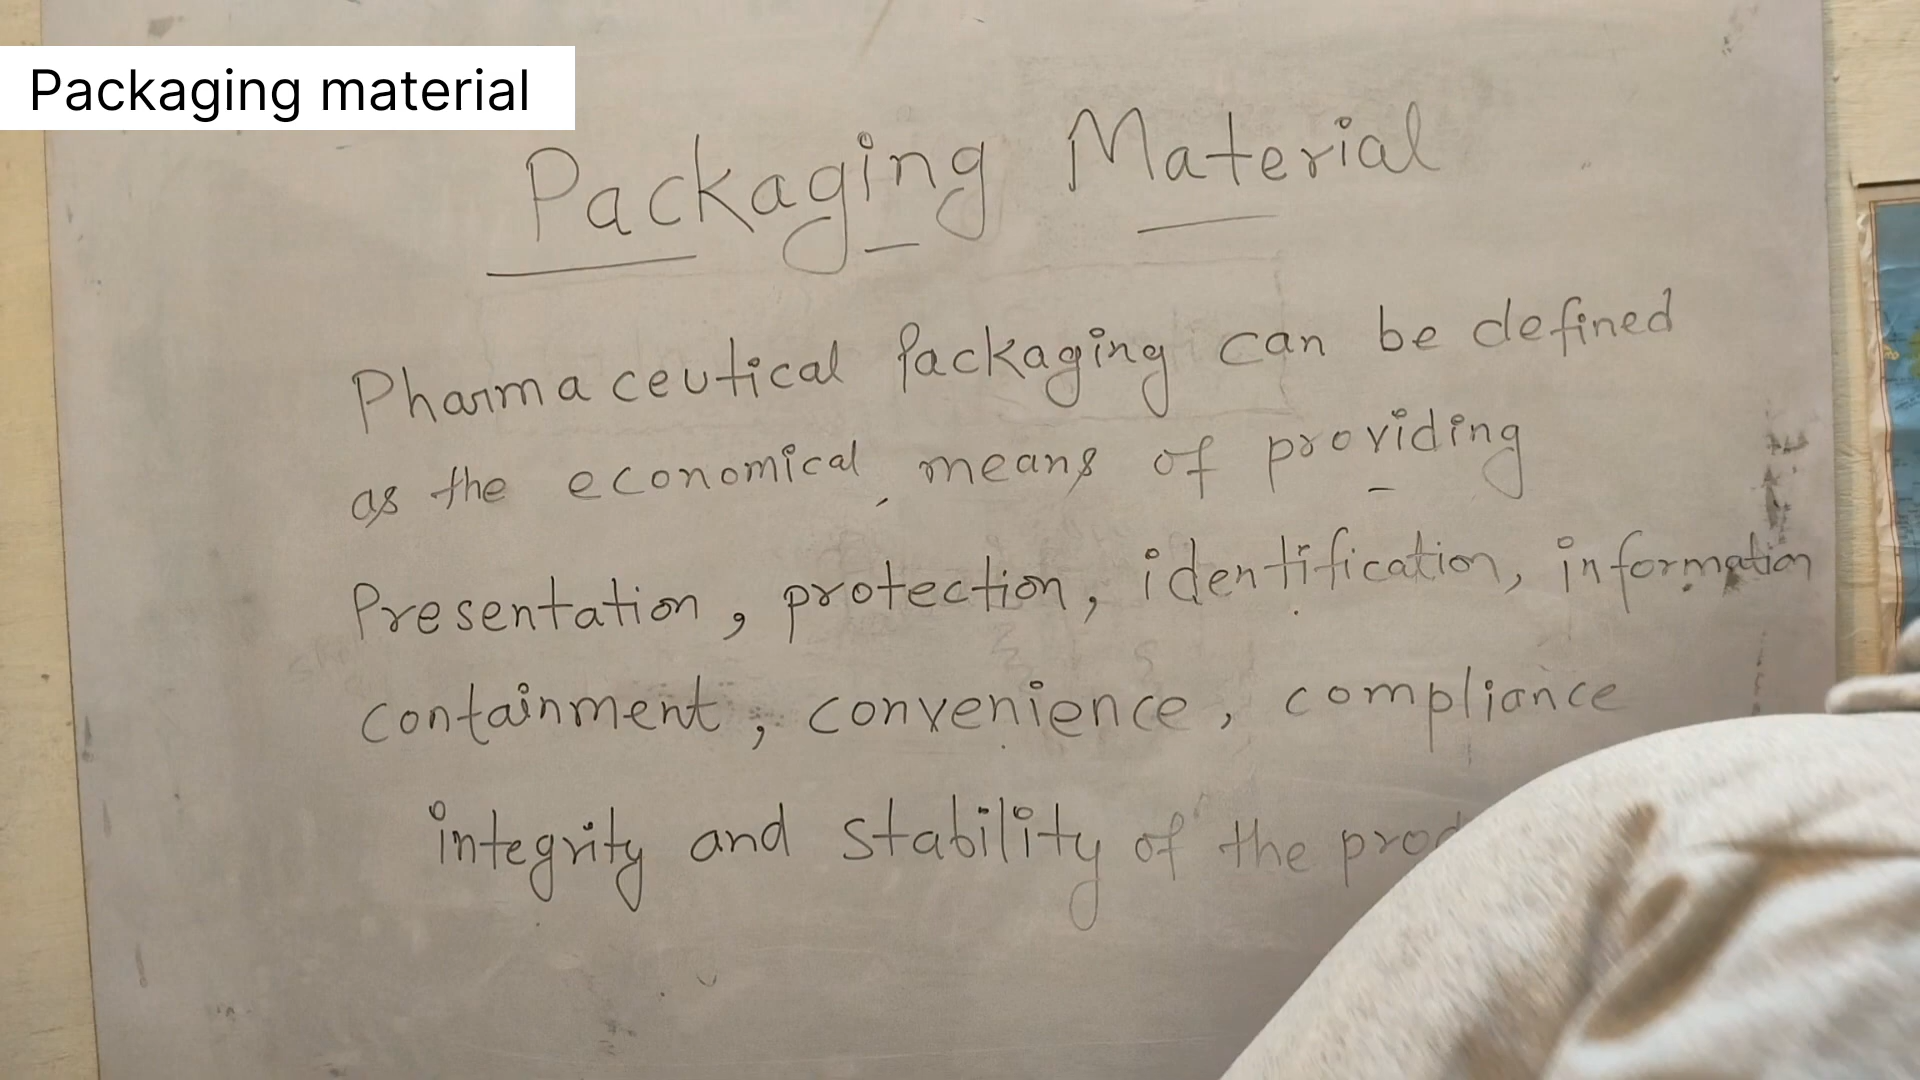 Packaging material
Packaging Material
Pharmaceutical Packaging can be defined
as the economical means of providing
Presentation, protection, identification, information
containment, convenience, compliance
integrity and stability of the